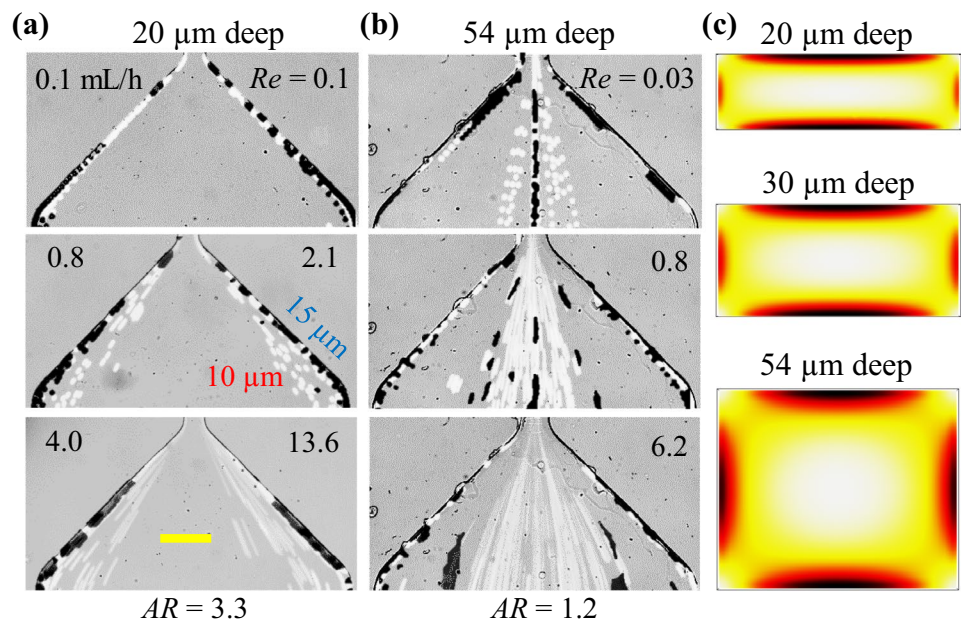 (a)
20 µm deep
0.1 mL/h
Re = 0.1
0.8
2.1
15 µm
10 µm
4.0
13.6
AR = 3.3
(b)
54 µm deep
Re = 0.03
0.8
6.2
AR = 1.2
(c)
20 µm deep
30 µm deep
54 µm deep